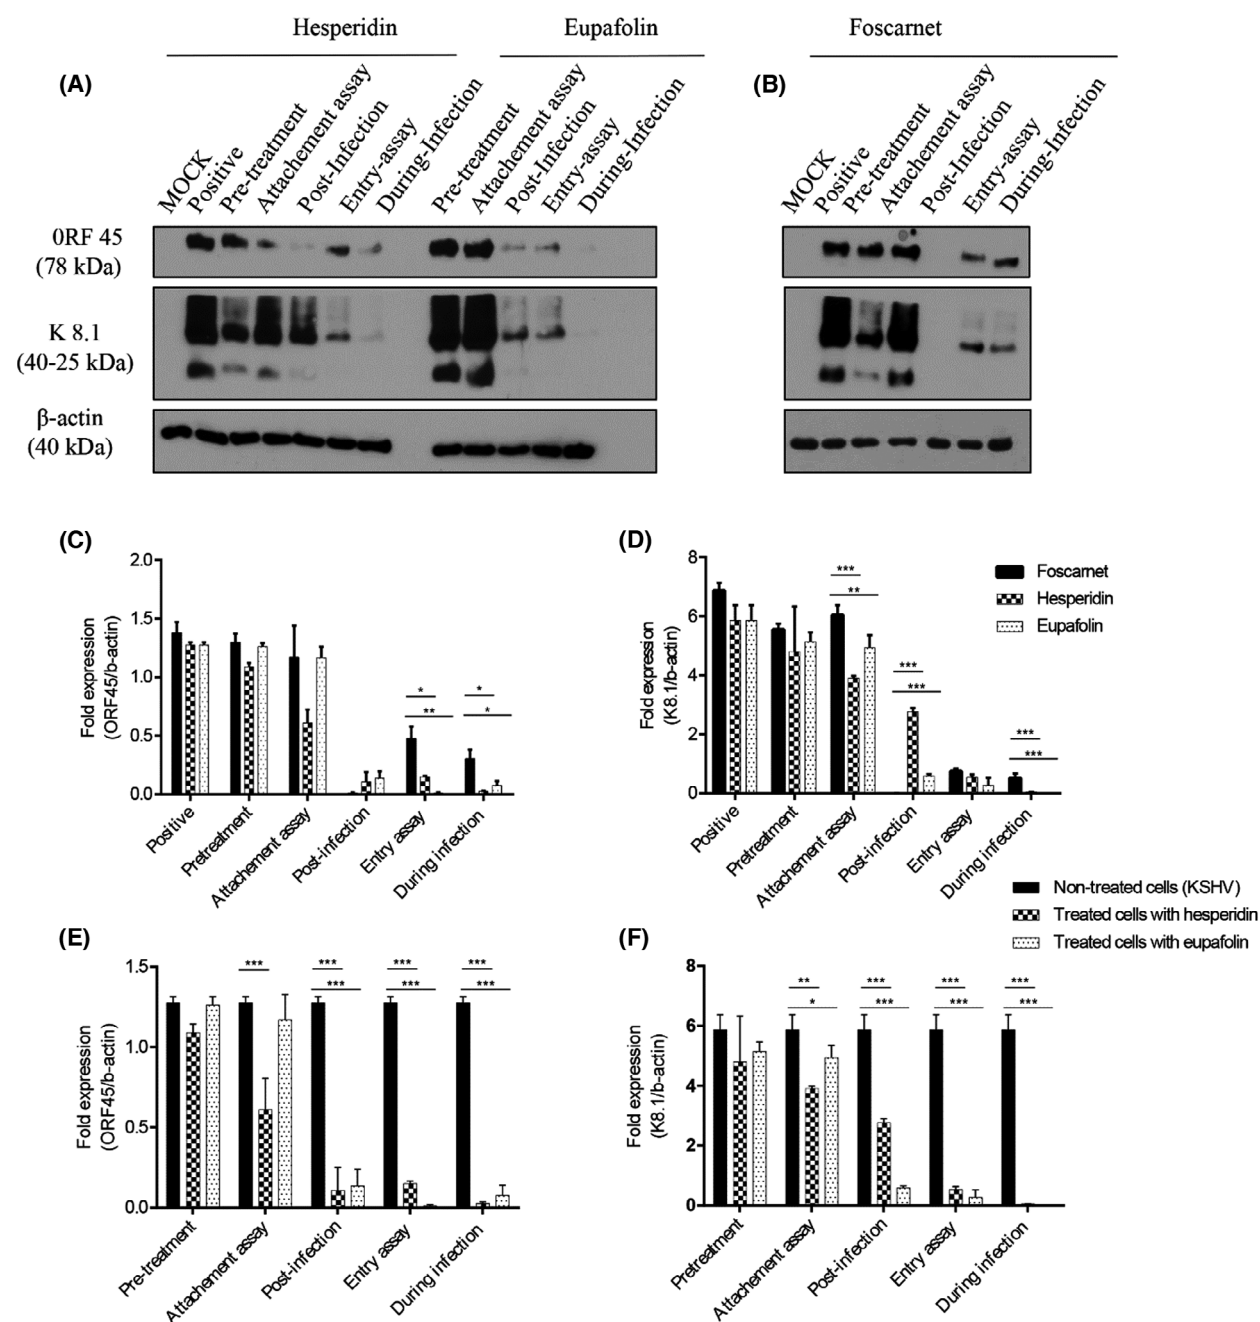 Hesperidin
Eupafolin
Foscarnet
(A)
MOCK
Positive
Pre-treatment
Attachement assay
Post-Infection
Entry-assay
During-Infection
Pre-treatment
Attachement assay
Post-Infection
Entry-assay
During-Infection
(B)
MOCK
Positive
Pre-treatment
Attachement assay
Post-Infection
Entry-assay
During-Infection
0RF 45
(78 kDa)
K 8.1
(40-25 kDa)
β-actin
(40 kDa)
(C)
Fold expression
(ORF45/b-actin)
2.0
1.5
1.0
0.5
0.0
*
**
*
*
Positive
Pretreatment
Attachement assay
Post-infection
Entry assay
During infection
(D)
Fold expression
(K8.1/b-actin)
8
6
4
2
0
***
**
***
***
***
***
Positive
Pretreatment
Attachement assay
Post-infection
Entry assay
During infection
Foscarnet
Hesperidin
Eupafolin
Non-treated cells (KSHV)
Treated cells with hesperidin
Treated cells with eupafolin
(E)
Fold expression
(ORF45/b-actin)
1.5
1.0
0.5
0.0
***
***
***
***
***
***
***
Pre-treatment
Attachement assay
Post-infection
Entry assay
During infection
(F)
Fold expression
(K8.1/b-actin)
8
6
4
2
0
**
*
***
***
***
***
***
***
Pretreatment
Attachement assay
Post-infection
Entry assay
During infection